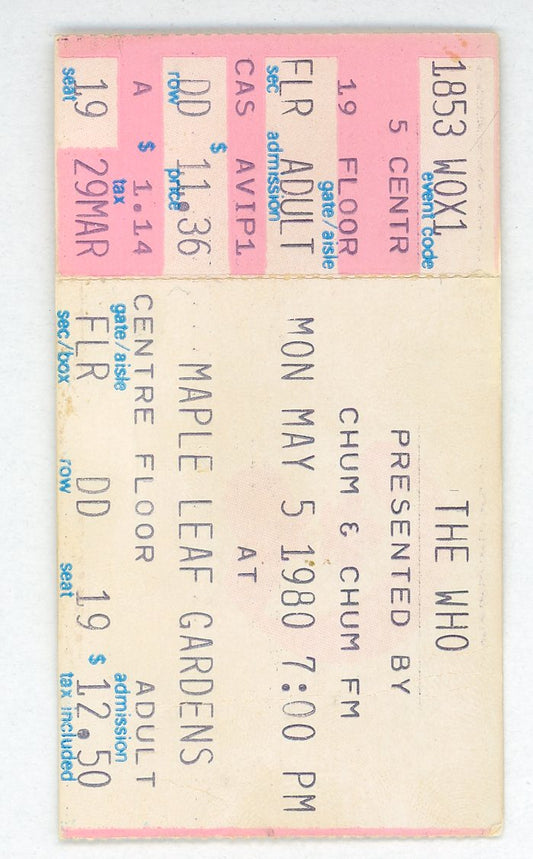 1853 WOX1
event code
5 CENTR
19 FLOOR
gate/aisle
FLR ADULT
sec admission
CAS AVIP1
DD $ 11.36
row price
A $ 1.14
tax
19 29MAR
seat
THE WHO
PRESENTED BY
CHUM & CHUM FM
MON MAY 5 1980 7:00 PM
AT
MAPLE LEAF GARDENS
CENTRE FLOOR ADULT
gate/aisle admission
FLR DD 19 $ 12.50
sec/box row seat tax included